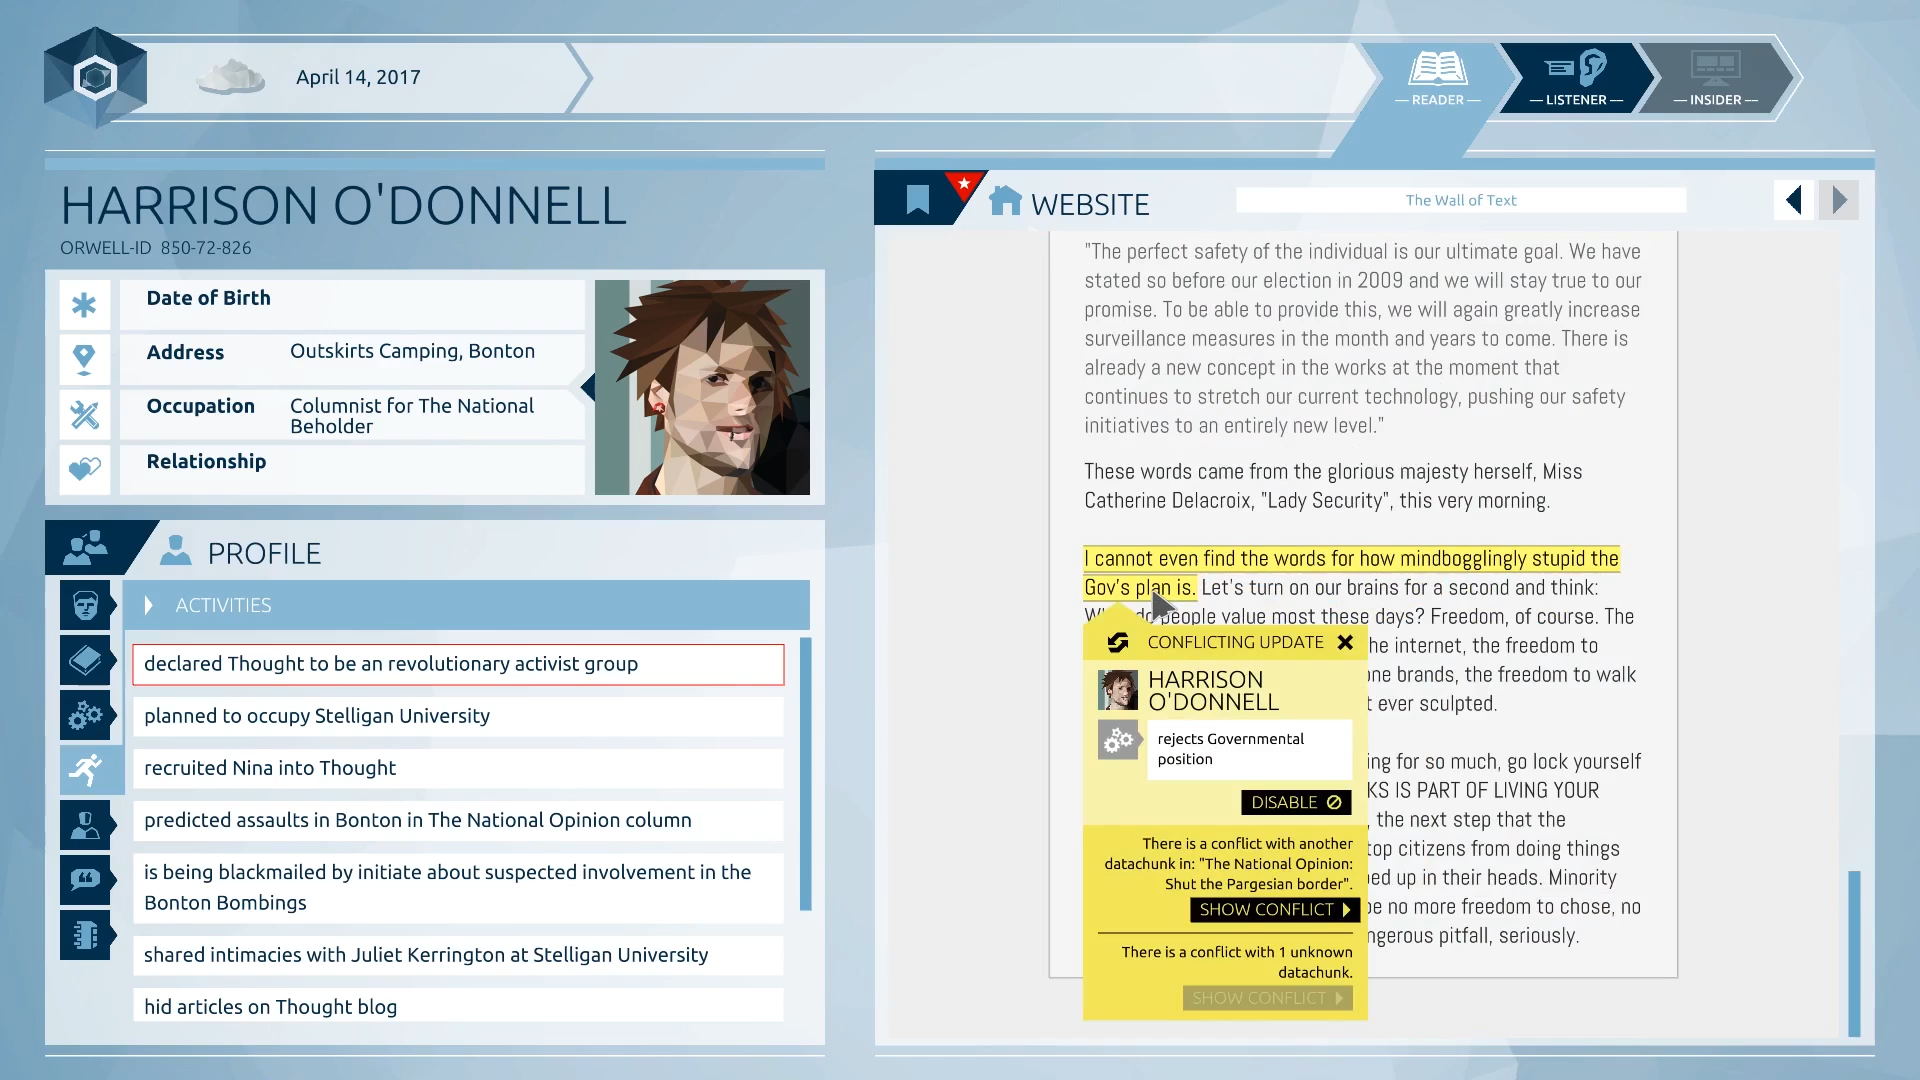 April 14, 2017
— READER —
— LISTENER —
— INSIDER —
HARRISON O'DONNELL
ORWELL-ID 850-72-826
Date of Birth
Address Outskirts Camping, Bonton
Occupation Columnist for The National
Beholder
Relationship
PROFILE
ACTIVITIES
declared Thought to be an revolutionary activist group
planned to occupy Stelligan University
recruited Nina into Thought
predicted assaults in Bonton in The National Opinion column
is being blackmailed by initiate about suspected involvement in the
Bonton Bombings
shared intimacies with Juliet Kerrington at Stelligan University
hid articles on Thought blog
WEBSITE
The Wall of Text
"The perfect safety of the individual is our ultimate goal. We have
stated so before our election in 2009 and we will stay true to our
promise. To be able to provide this, we will again greatly increase
surveillance measures in the month and years to come. There is
already a new concept in the works at the moment that
continues to stretch our current technology, pushing our safety
initiatives to an entirely new level."
These words came from the glorious majesty herself, Miss
Catherine Delacroix, "Lady Security", this very morning.
I cannot even find the words for how mindbogglingly stupid the
Gov's plan is. Let's turn on our brains for a second and think:
people value most these days? Freedom, of course. The
the internet, the freedom to
brands, the freedom to walk
ever sculpted.
for so much, go lock yourself
IS PART OF LIVING YOUR
, the next step that the
citizens from doing things
up in their heads. Minority
no more freedom to chose, no
pitfall, seriously.
CONFLICTING UPDATE
HARRISON
O'DONNELL
rejects Governmental
position
DISABLE
There is a conflict with another
datachunk in: "The National Opinion:
Shut the Pargesian border".
SHOW CONFLICT
There is a conflict with 1 unknown
datachunk.
SHOW CONFLICT